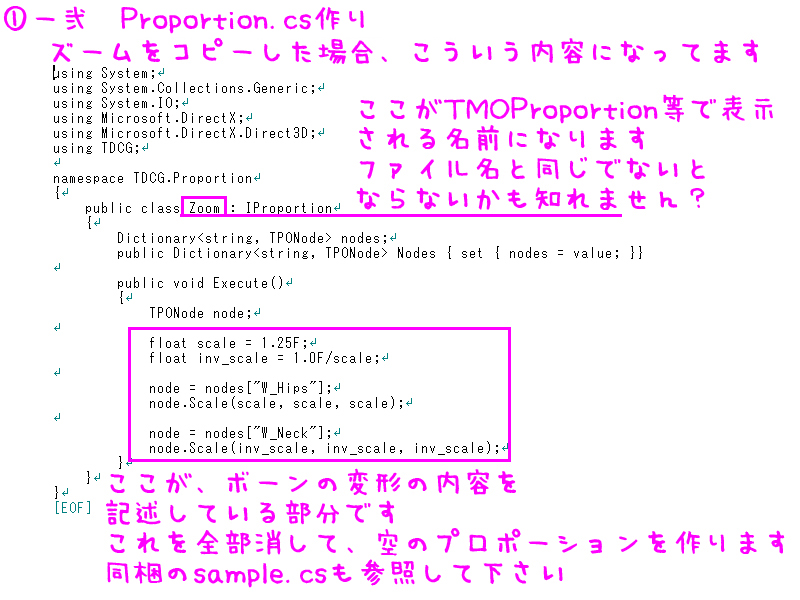 ①一弐 Proportion.cs作り
ズームをコピーした場合、こういう内容になってます
using System;↵
using System.Collections.Generic;↵
using System.IO;↵
using Microsoft.DirectX;↵
using Microsoft.DirectX.Direct3D;↵
using TDCG;↵
↵
ここがTMOProportion等で表示
される名前になります
ファイル名と同じでないと
ならないかも知れません?
namespace TDCG.Proportion↵
{↵
public class Zoom : IProportion↵
{↵
Dictionary<string, TPONode> nodes;↵
public Dictionary<string, TPONode> Nodes { set { nodes = value; }}
↵
public void Execute()↵
{↵
TPONode node;↵
↵
float scale = 1.25F;↵
float inv_scale = 1.0F/scale;↵
↵
node = nodes["W_Hips"];↵
node.Scale(scale, scale, scale);↵
↵
node = nodes["W_Neck"];↵
node.Scale(inv_scale, inv_scale, inv_scale);↵
}↵
}↵
}↵
[EOF]
ここが、ボーンの変形の内容を
記述している部分です
これを全部消して、空のプロポーションを作ります
同梱のsample.csも参照して下さい